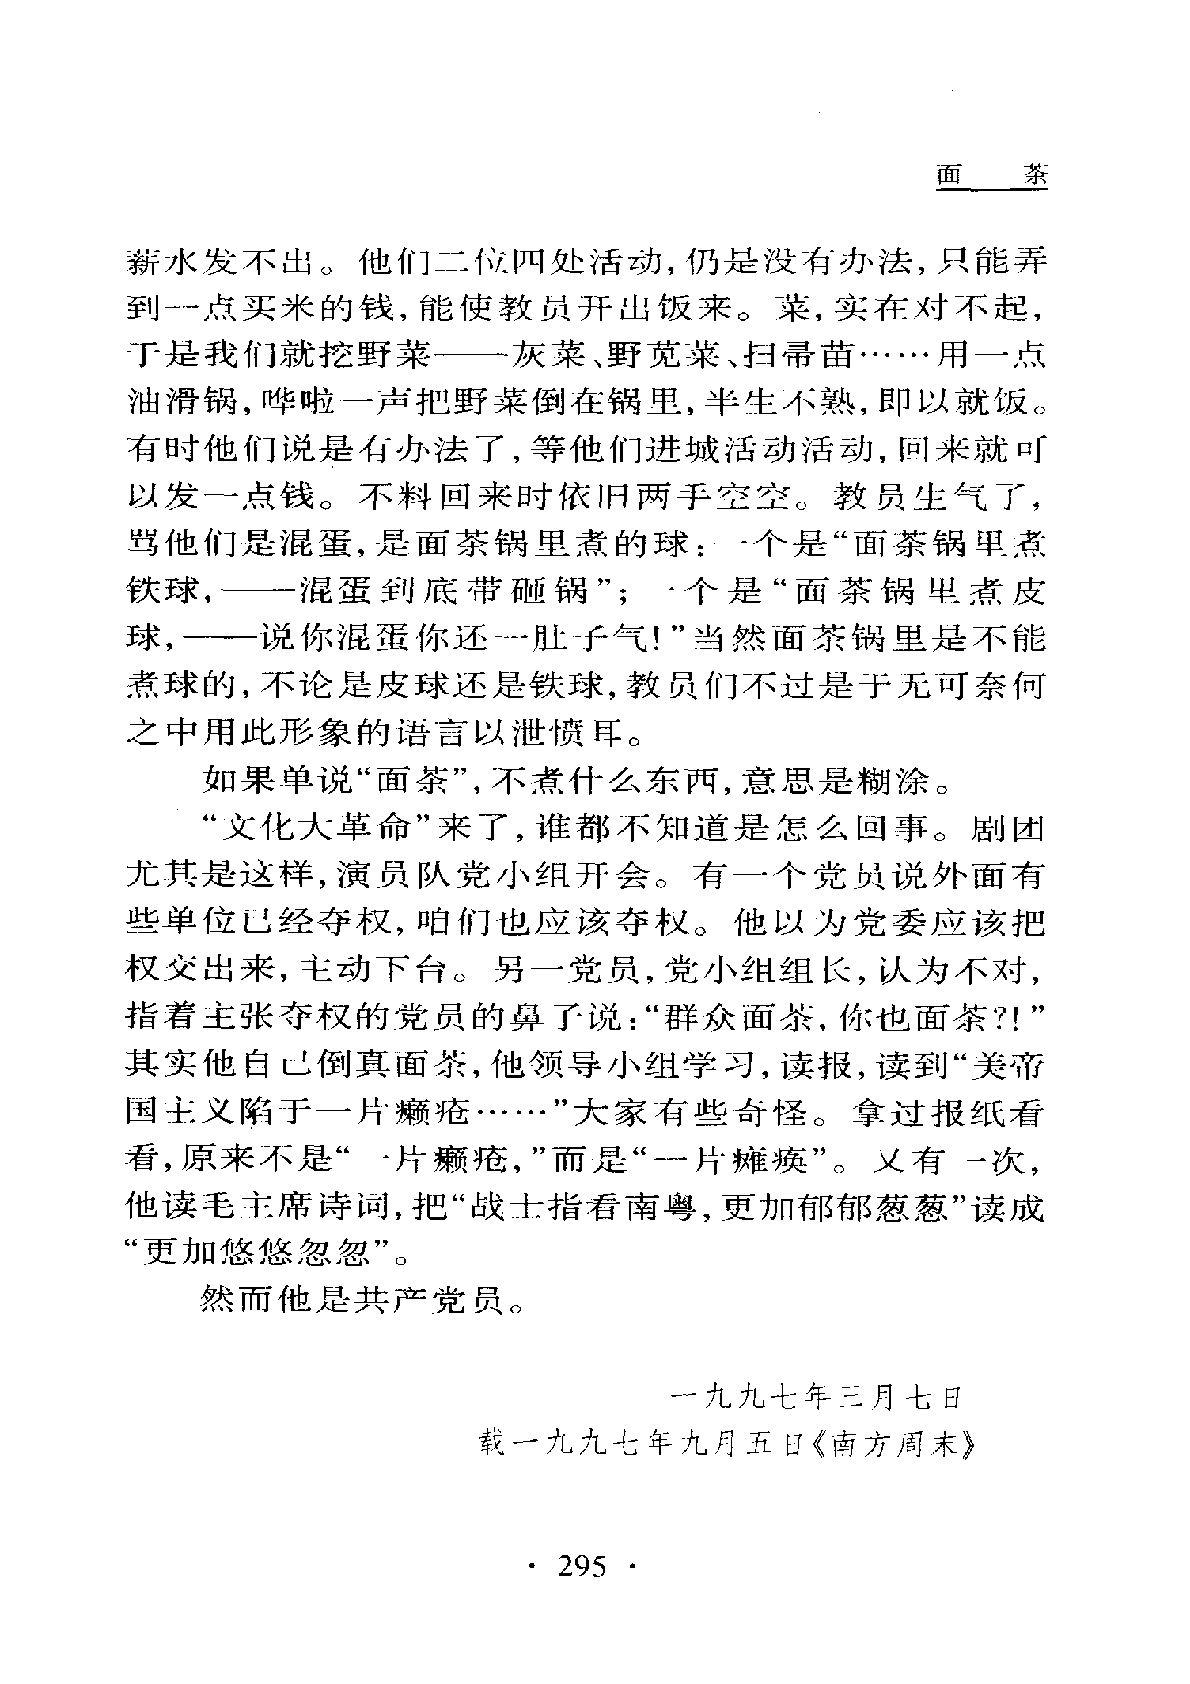 面　茶
薪水发不出。他们二位四处活动,仍是没有办法,只能弄
到一点买米的钱,能使教员开出饭来。菜,实在对不起,
于是我们就挖野菜——灰菜、野苋菜、扫帚苗……用一点
油滑锅,哗啦一声把野菜倒在锅里,半生不熟,即以就饭。
有时他们说是有办法了,等他们进城活动活动,回来就可
以发一点钱。不料回来时依旧两手空空。教员生气了,
骂他们是混蛋,是面茶锅里煮的球:一个是“面茶锅里煮
铁球,——混蛋到底带砸锅”;一个是“面茶锅里煮皮
球,——说你混蛋你还一肚子气!”当然面茶锅里是不能
煮球的,不论是皮球还是铁球,教员们不过是于无可奈何
之中用此形象的语言以泄愤耳。
如果单说“面茶”,不煮什么东西,意思是糊涂。
“文化大革命”来了,谁都不知道是怎么回事。剧团
尤其是这样,演员队党小组开会。有一个党员说外面有
些单位已经夺权,咱们也应该夺权。他以为党委应该把
权交出来,主动下台。另一党员,党小组组长,认为不对,
指着主张夺权的党员的鼻子说:“群众面茶,你也面茶?!”
其实他自己倒真面茶,他领导小组学习,读报,读到“美帝
国主义陷于一片癞疮……”大家有些奇怪。拿过报纸看
看,原来不是“一片癞疮,”而是“一片瘫痪”。又有一次,
他读毛主席诗词,把“战士指看南粤,更加郁郁葱葱”读成
“更加悠悠忽忽”。
然而他是共产党员。
一九九七年三月七日
载一九九七年九月五日《南方周末》
· 295 ·